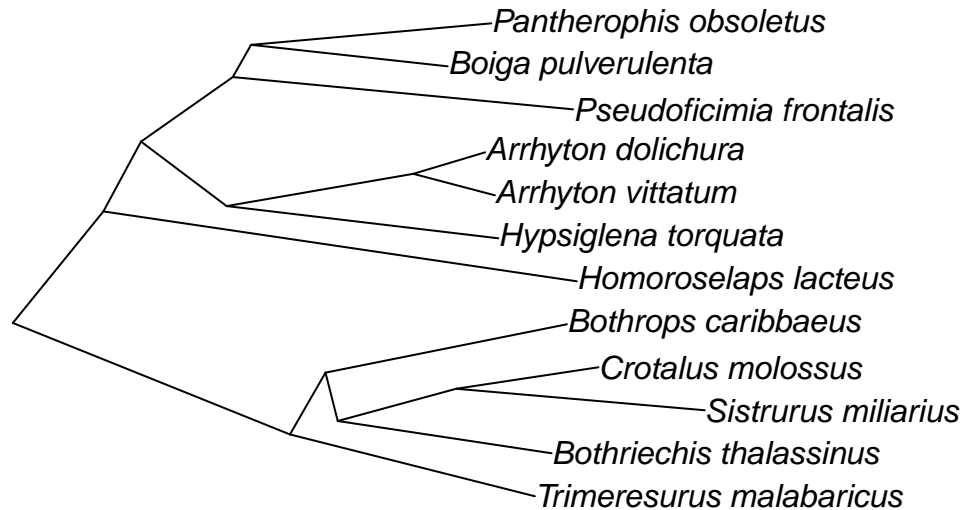 Pantherophis obsoletus
Boiga pulverulenta
Pseudoficimia frontalis
Arrhyton dolichura
Arrhyton vittatum
Hypsiglena torquata
Homoroselaps lacteus
Bothrops caribbaeus
Crotalus molossus
Sistrurus miliarius
Bothriechis thalassinus
Trimeresurus malabaricus